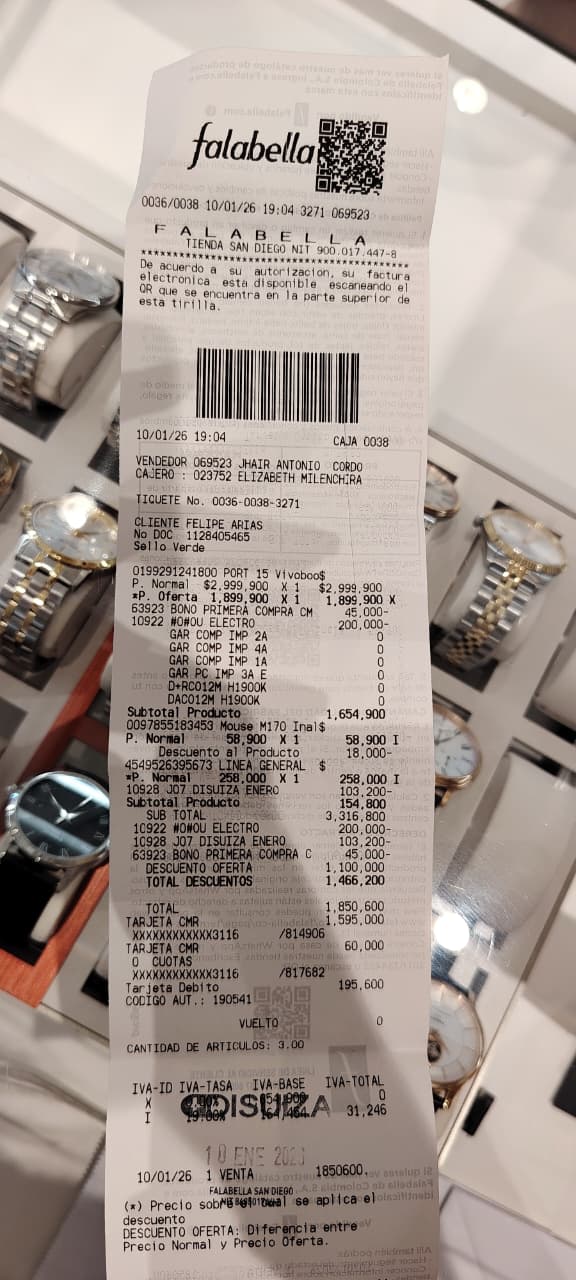 falabella
0036/0038 10/01/26 19:04 3271 069523
F A L A B E L L A
TIENDA SAN DIEGO NIT 900.017.447-8
****************************************
De acuerdo a su autorizacion, su factura
electronica esta disponible escaneando el
QR que se encuentra en la parte superior de
esta tirilla.
10/01/26 19:04 CAJA 0038
VENDEDOR 069523 JHAIR ANTONIO CORDO
CAJERO : 023752 ELIZABETH MILENCHIRA
TIQUETE No. 0036-0038-3271
CLIENTE FELIPE ARIAS
No DOC 1128405465
Sello Verde
0199291241800 PORT 15 Vivoboo$
P. Normal $2,999,900 X 1 $2,999,900
*P. Oferta 1,899,900 X 1 1,899,900 X
63923 BONO PRIMERA COMPRA CM 45,000-
10922 #O#OU ELECTRO 200,000-
GAR COMP IMP 2A 0
GAR COMP IMP 4A 0
GAR COMP IMP 1A 0
GAR PC IMP 3A E 0
D+RCO12M H1900K 0
DACO12M H1900K 0
Subtotal Producto 1,654,900
0097855183453 Mouse M170 Inal$
P. Normal 58,900 X 1 58,900 I
Descuento al Producto 18,000-
4549526395673 LINEA GENERAL $
*P. Normal 258,000 X 1 258,000 I
10928 JO7 DISUIZA ENERO 103,200-
Subtotal Producto 154,800
SUB TOTAL 3,316,800
10922 #O#OU ELECTRO 200,000-
10928 JO7 DISUIZA ENERO 103,200-
63923 BONO PRIMERA COMPRA C 45,000-
DESCUENTO OFERTA 1,100,000
TOTAL DESCUENTOS 1,466,200
TOTAL 1,850,600
TARJETA CMR 1,595,000
XXXXXXXXXXXX3116 /814906
TARJETA CMR 60,000
0 CUOTAS
XXXXXXXXXXXX3116 /817682
Tarjeta Debito 195,600
CODIGO AUT.: 190541
VUELTO 0
CANTIDAD DE ARTICULOS: 3.00
IVA-ID IVA-TASA IVA-BASE IVA-TOTAL
X 0
I 19.00% 164,464 31,246
DISUIZA
10 ENE
10/01/26 1 VENTA 1850600.
FALABELLA SAN DIEGO
(*) Precio sobre el cual se aplica el
descuento
DESCUENTO OFERTA: Diferencia entre
Precio Normal y Precio Oferta.